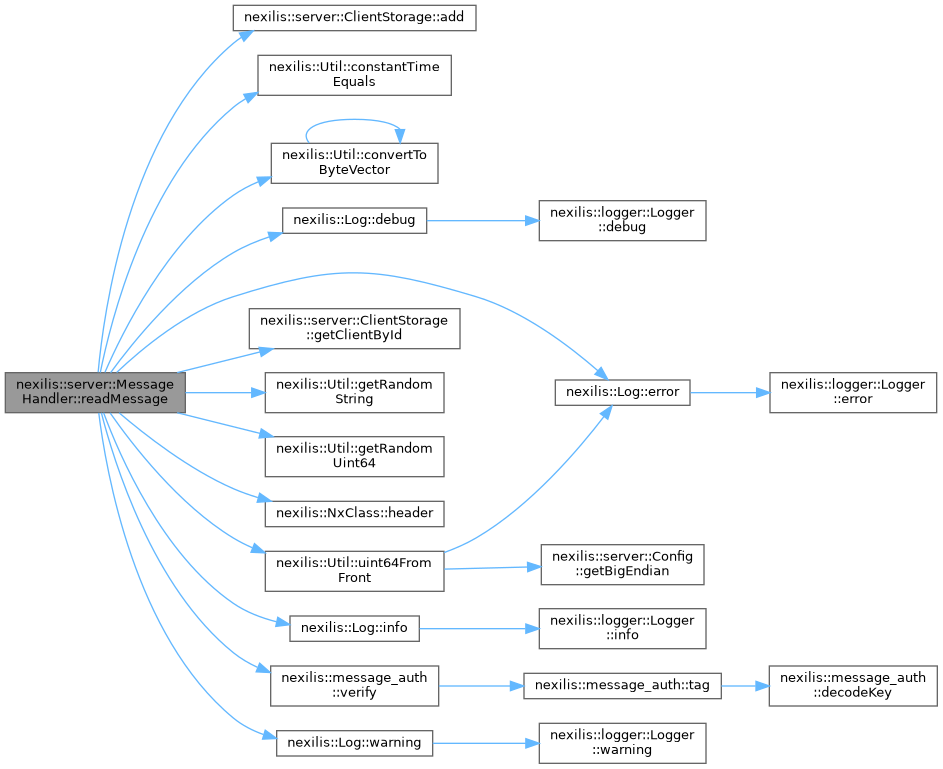 nexilis::server::ClientStorage::add
nexilis::Util::constantTime
Equals
nexilis::Util::convertTo
ByteVector
nexilis::Log::debug
nexilis::logger::Logger
::debug
nexilis::server::ClientStorage
::getClientById
nexilis::server::Message
Handler::readMessage
nexilis::Util::getRandom
String
nexilis::Log::error
nexilis::logger::Logger
::error
nexilis::Util::getRandom
Uint64
nexilis::NxClass::header
nexilis::Util::uint64From
Front
nexilis::server::Config
::getBigEndian
nexilis::Log::info
nexilis::logger::Logger
::info
nexilis::message_auth
::verify
nexilis::message_auth::tag
nexilis::message_auth
::decodeKey
nexilis::Log::warning
nexilis::logger::Logger
::warning